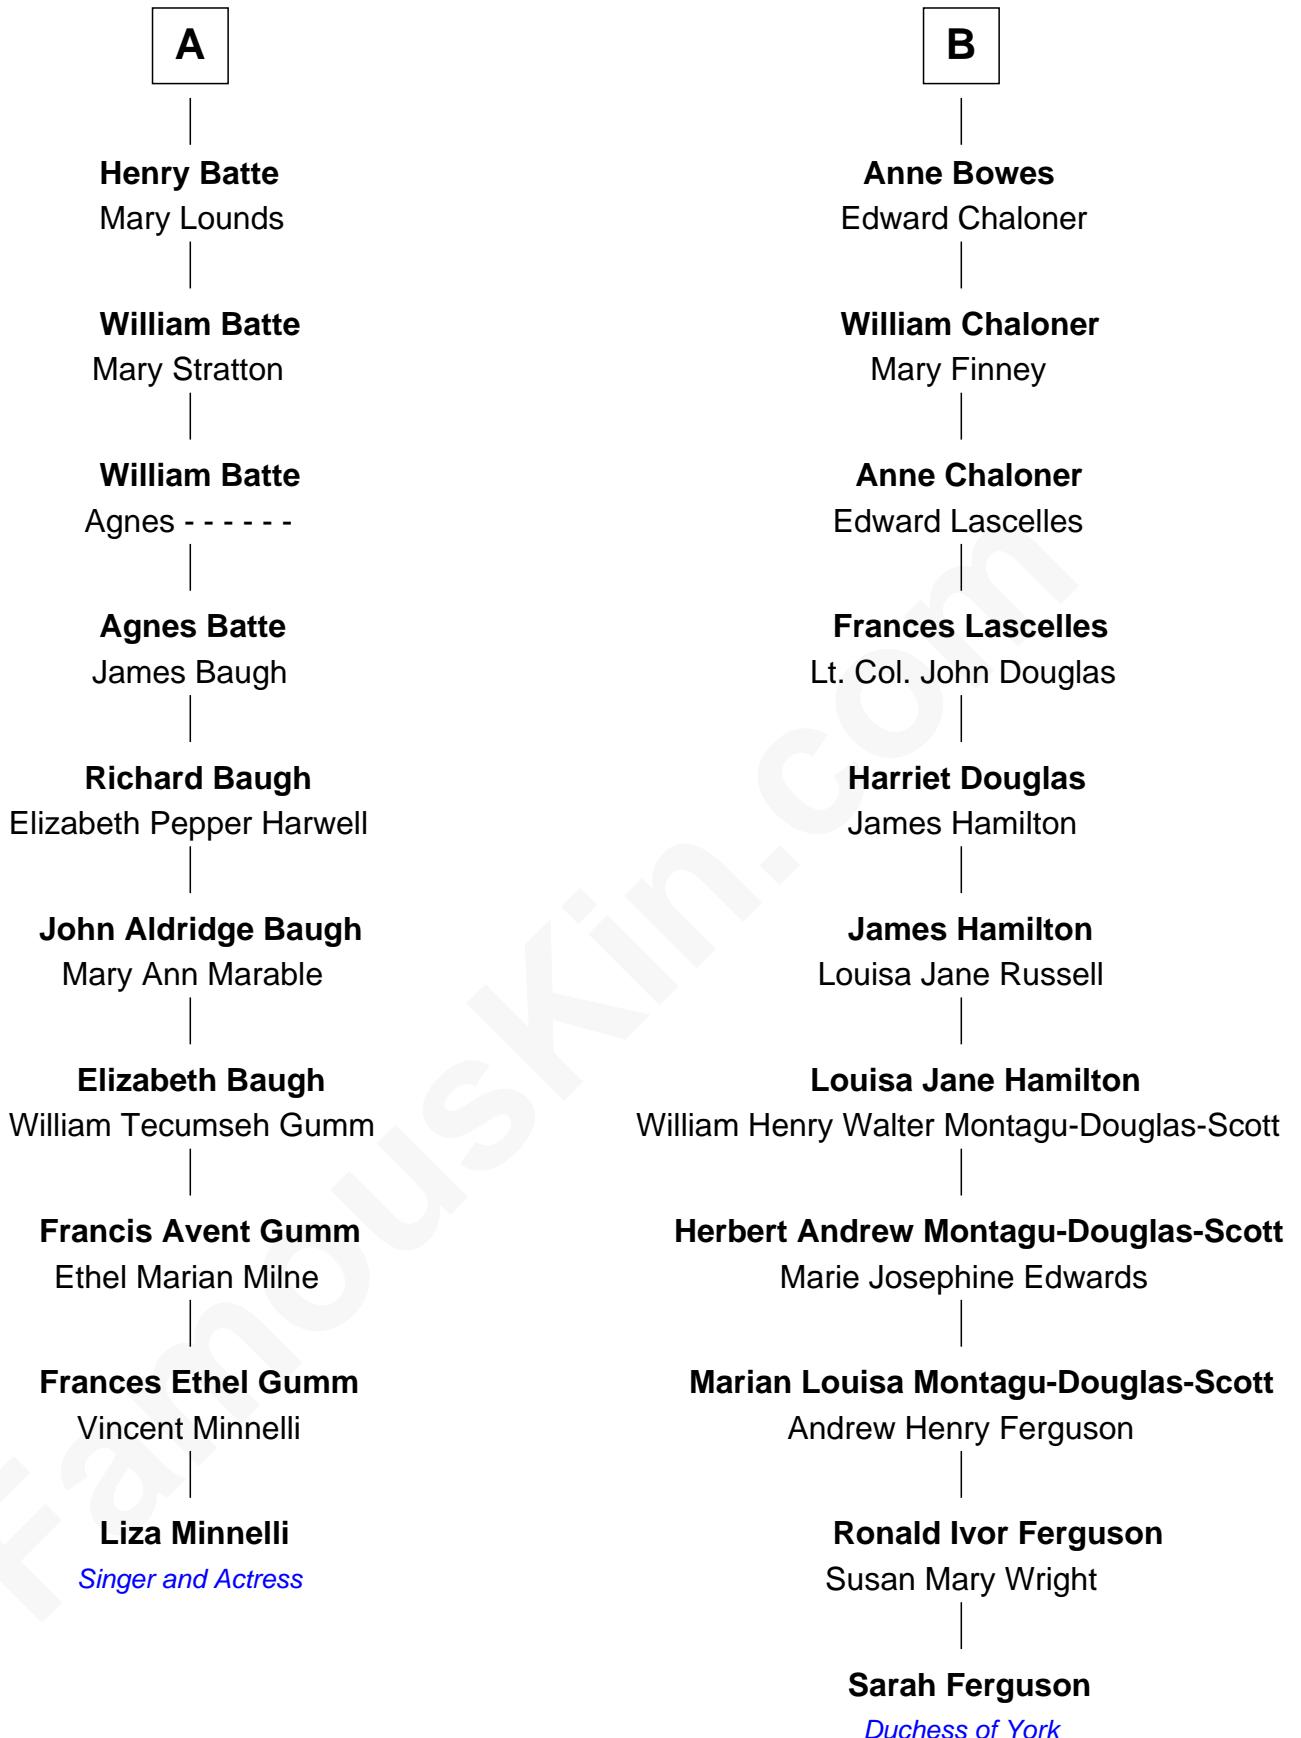 A
Henry Batte
Mary Lounds
William Batte
Mary Stratton
William Batte
Agnes - - - - - -
Agnes Batte
James Baugh
Richard Baugh
Elizabeth Pepper Harwell
John Aldridge Baugh
Mary Ann Marable
Elizabeth Baugh
William Tecumseh Gumm
Francis Avent Gumm
Ethel Marian Milne
Frances Ethel Gumm
Vincent Minnelli
Liza Minnelli
Singer and Actress
B
Anne Bowes
Edward Chaloner
William Chaloner
Mary Finney
Anne Chaloner
Edward Lascelles
Frances Lascelles
Lt. Col. John Douglas
Harriet Douglas
James Hamilton
James Hamilton
Louisa Jane Russell
Louisa Jane Hamilton
William Henry Walter Montagu-Douglas-Scott
Herbert Andrew Montagu-Douglas-Scott
Marie Josephine Edwards
Marian Louisa Montagu-Douglas-Scott
Andrew Henry Ferguson
Ronald Ivor Ferguson
Susan Mary Wright
Sarah Ferguson
Duchess of York
FamousKin.com